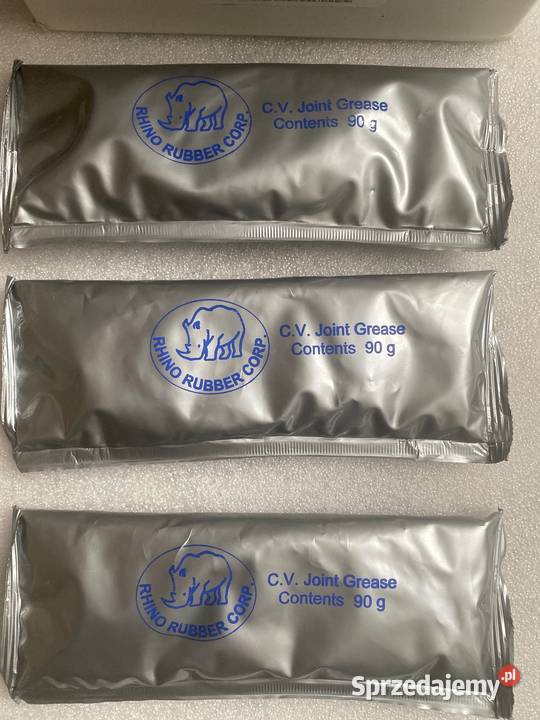 RHINO RUBBER CORP.
C.V. Joint Grease
Contents 90 g
RHINO RUBBER CORP.
C.V. Joint Grease
Contents 90 g
RHINO RUBBER CORP.
C.V. Joint Grease
Contents 90 g
Sprzedajemy.pl